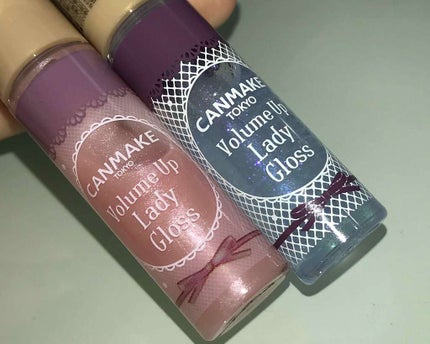 CANMAKE
TOKYO
Volume Up
Lady
Gloss
CANMAKE
TOKYO
Volume Up
Lady
Gloss